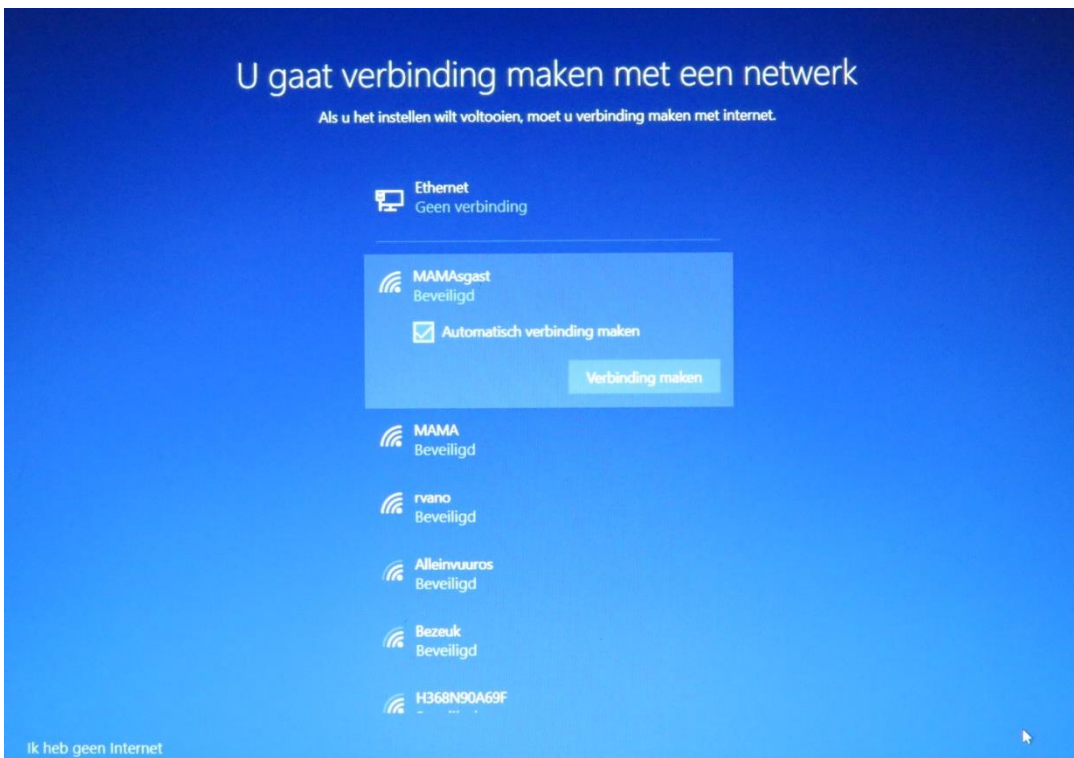 U gaat verbinding maken met een netwerk
Als u het instellen wilt voltooien, moet u verbinding maken met internet.
Ethernet
Geen verbinding
MAMAsgast
Beveiligd
Automatisch verbinding maken
Verbinding maken
MAMA
Beveiligd
rvano
Beveiligd
Alleinvuuros
Beveiligd
Bezeuk
Beveiligd
H368N90A69F
Ik heb geen Internet